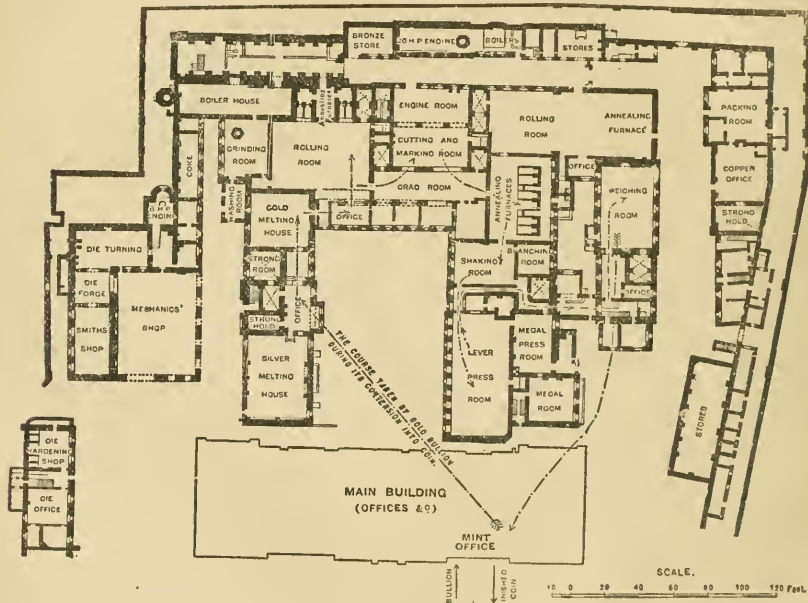 BRONZE
STORE
20 H P ENGINE
BOILERS
STORES
BOILER HOUSE
ANNEALING
FURNACES
ENGINE ROOM
ROLLING
ROOM
ANNEALING
FURNACE
PACKING
ROOM
COKE
GRINDING
ROOM
ROLLING
ROOM
CUTTING AND
MARKING ROOM
OFFICE
COPPER
OFFICE
WASHING
ROOM
DRAG ROOM
ANNEALING
FURNACES
WEIGHING
ROOM
STRONG
HOLD
ENGINE
GOLD
MELTING
HOUSE
OFFICE
DIE TURNING
STRONG
ROOM
SHAKING
ROOM
BLANCHING
ROOM
DIE
FORGE
MECHANICS'
SHOP
OFFICE
OFFICE
SMITHS
SHOP
STRONG
HOLD
LEVER
PRESS
ROOM
MEDAL
PRESS
ROOM
SILVER
MELTING
HOUSE
MEDAL
ROOM
STORES
THE COURSE TAKEN BY GOLD BULLION
DURING ITS CONVERSION INTO COIN.
DIE
HARDENING
SHOP
DIE
OFFICE
MAIN BUILDING
(OFFICES &c)
MINT
OFFICE
BULLION
FINISHED
COIN
SCALE.
10 0 20 40 60 80 100 120 Feet.